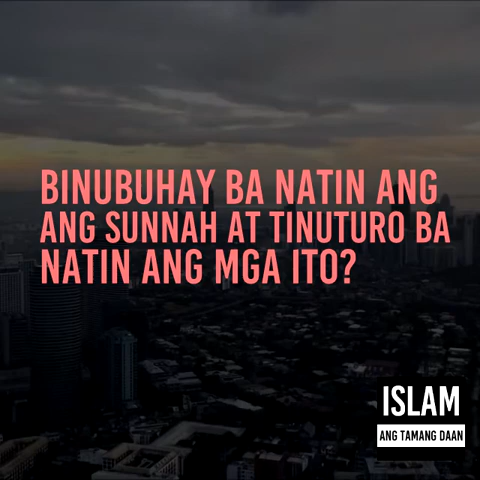 BINUBUHAY BA NATIN ANG
ANG SUNNAH AT TINUTURO BA
NATIN ANG MGA ITO?
ISLAM
ANG TAMANG DAAN